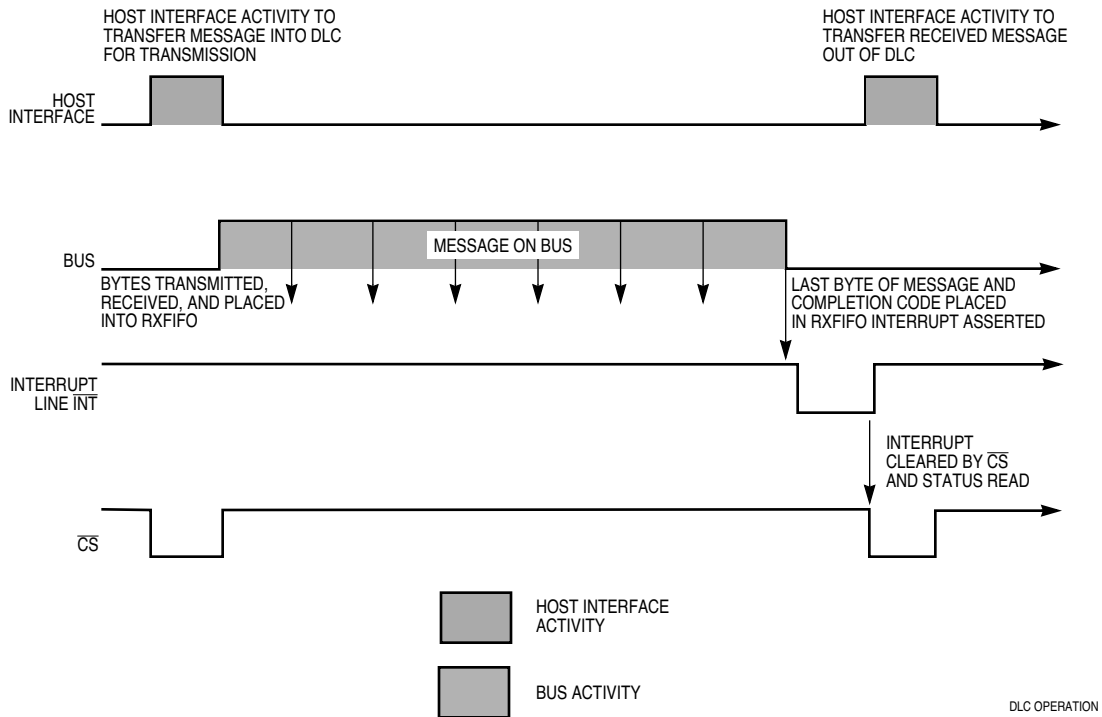 HOST INTERFACE ACTIVITY TO
TRANSFER MESSAGE INTO DLC
FOR TRANSMISSION
HOST INTERFACE ACTIVITY TO
TRANSFER RECEIVED MESSAGE
OUT OF DLC
HOST
INTERFACE
MESSAGE ON BUS
BUS
BYTES TRANSMITTED,
RECEIVED, AND PLACED
INTO RXFIFO
LAST BYTE OF MESSAGE AND
COMPLETION CODE PLACED
IN RXFIFO INTERRUPT ASSERTED
INTERRUPT
LINE INT
INTERRUPT
CLEARED BY CS
AND STATUS READ
CS
HOST INTERFACE
ACTIVITY
BUS ACTIVITY
DLC OPERATION